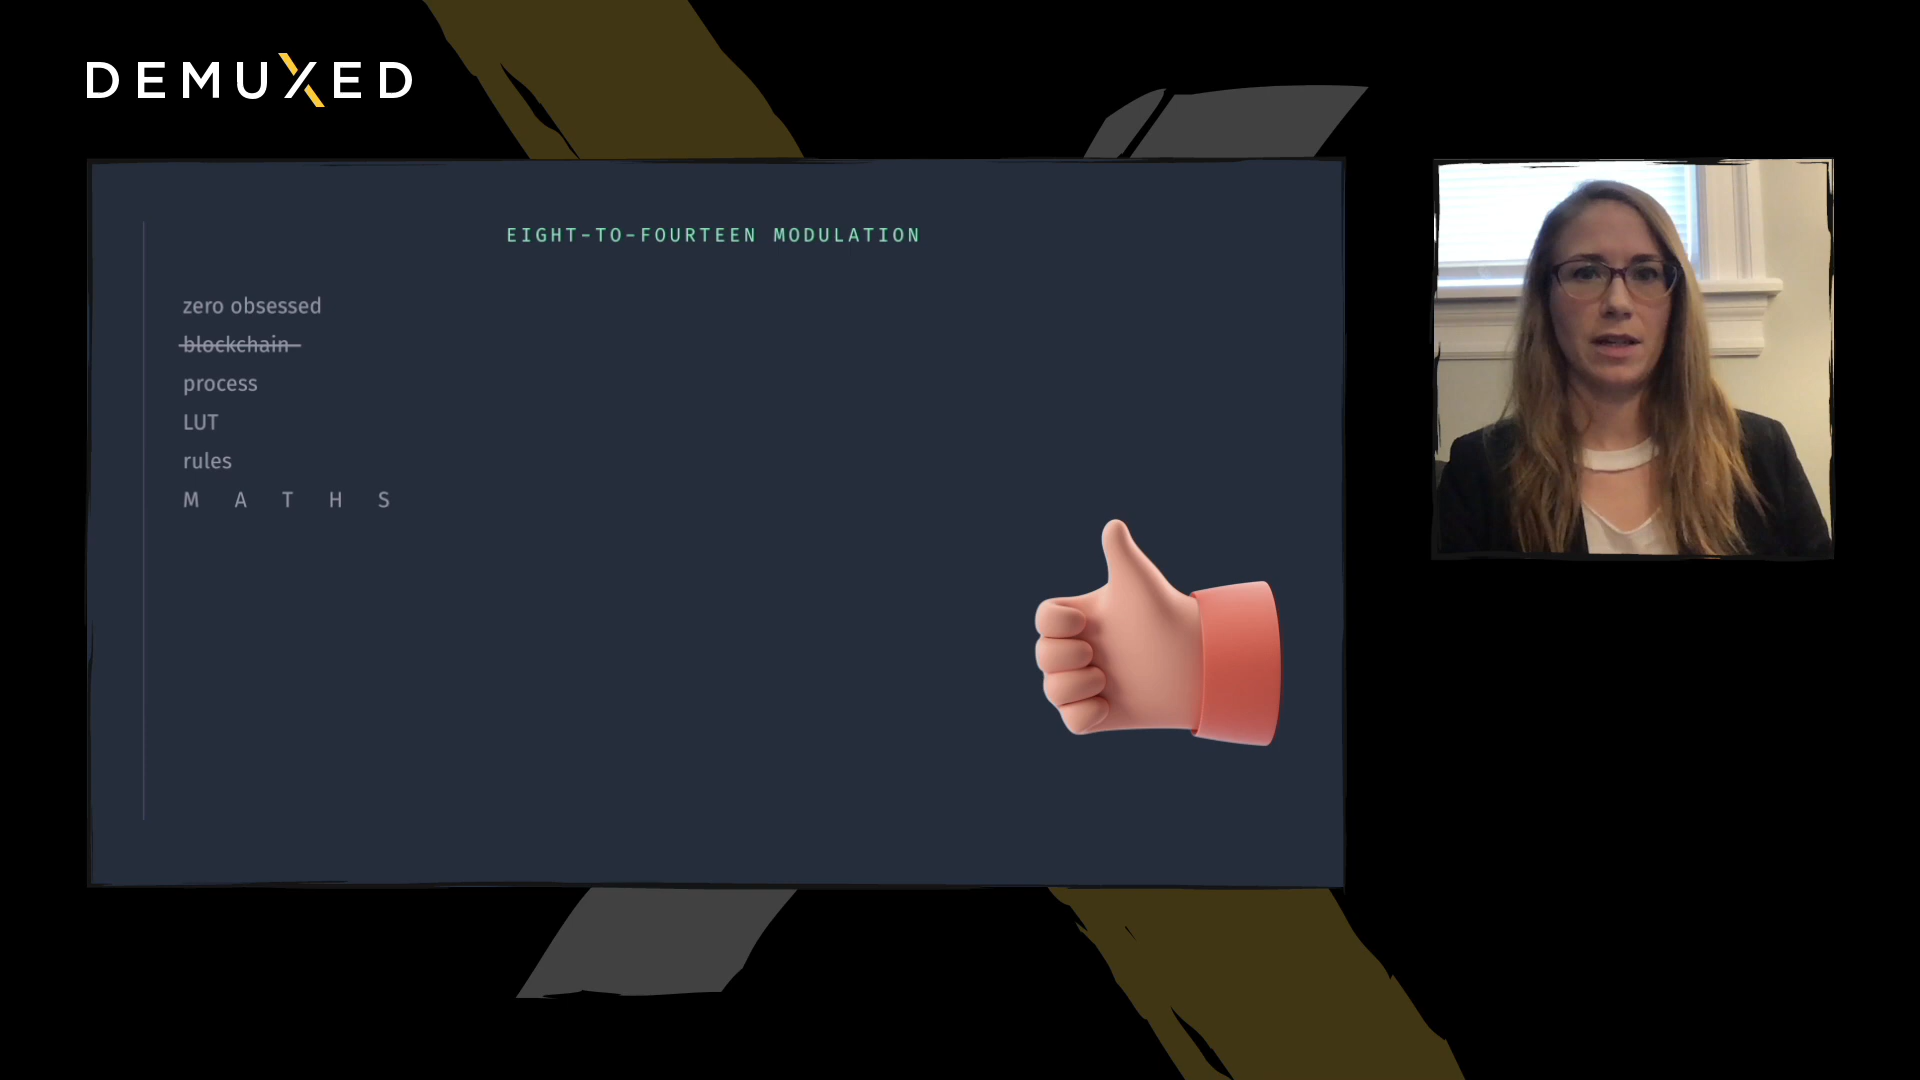 DEMUXED
EIGHT-TO-FOURTEEN MODULATION
zero obsessed
blockchain
process
LUT
rules
M A T H S